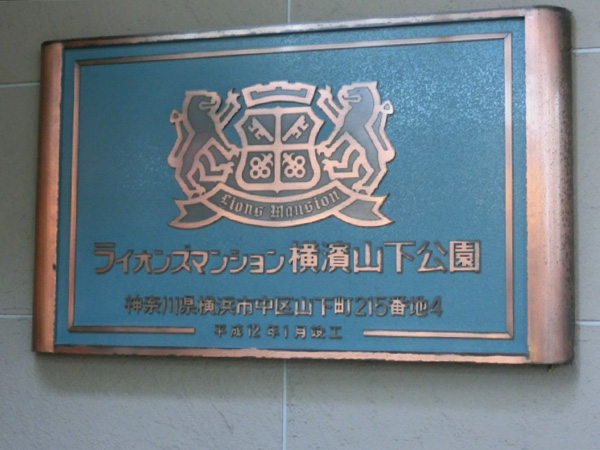 Lions Mansion
ライオンズマンション横濱山下公園
神奈川県横浜市中区山下町215番地4
平成12年1月竣工